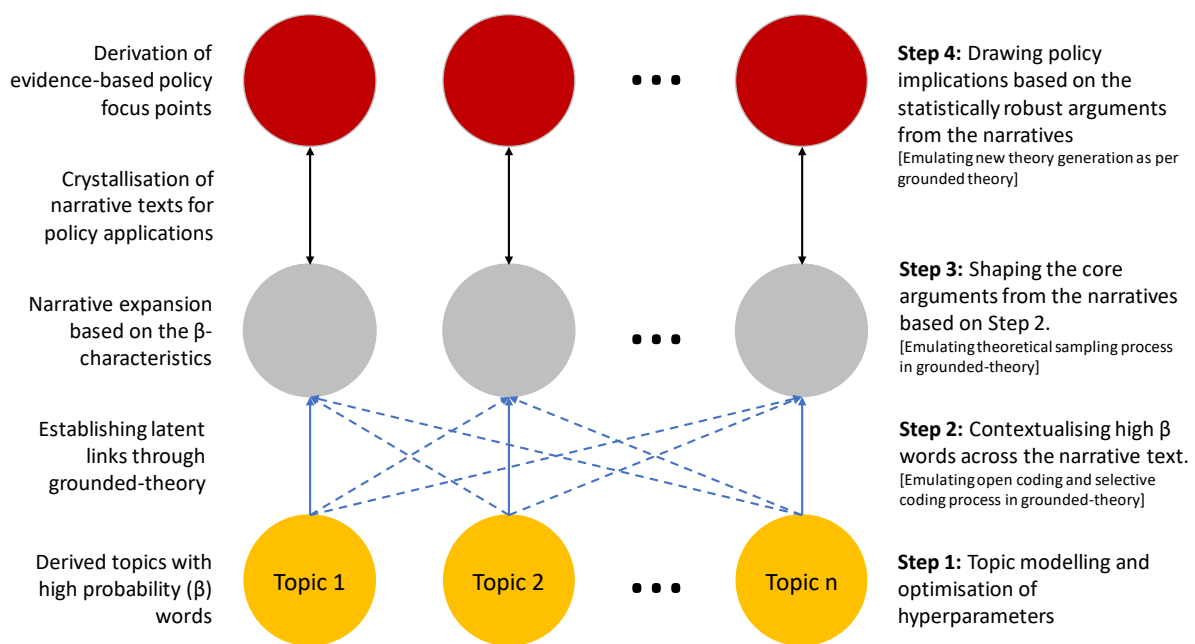 Derivation of
evidence-based policy
focus points
Step 4: Drawing policy
implications based on the
statistically robust arguments
from the narratives
[Emulating new theory generation as per
grounded theory]
Crystallisation of
narrative texts for
policy applications
Narrative expansion
based on the β-
characteristics
Step 3: Shaping the core
arguments from the narratives
based on Step 2.
[Emulating theoretical sampling process
in grounded-theory]
Establishing latent
links through
grounded-theory
Step 2: Contextualising high β
words across the narrative text.
[Emulating open coding and selective
coding process in grounded-theory]
Derived topics with
high probability (β)
words
Topic 1
Topic 2
Topic n
Step 1: Topic modelling and
optimisation of
hyperparameters